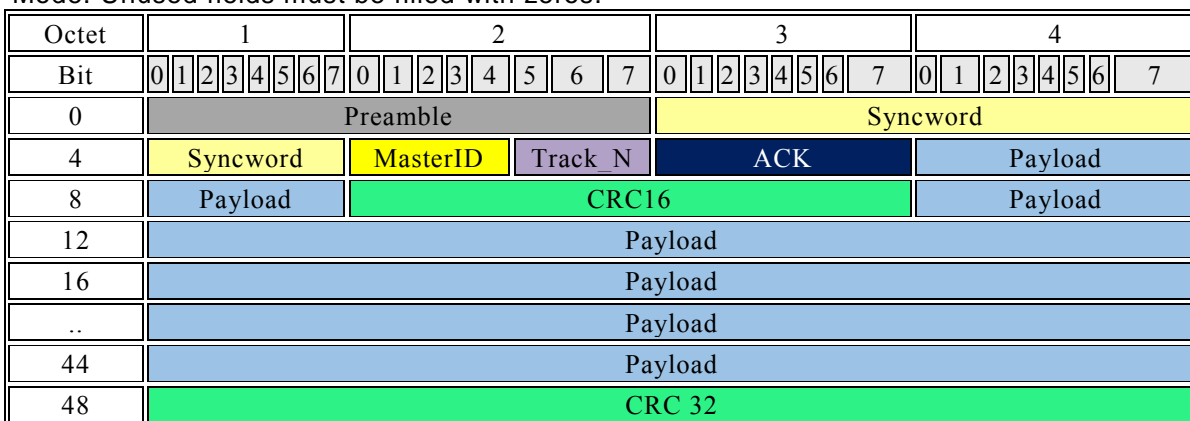 Mode. Unused fields must be filled with zeroes.
Octet 1 2 3 4
Bit 0 1 2 3 4 5 6 7 0 1 2 3 4 5 6 7 0 1 2 3 4 5 6 7 0 1 2 3 4 5 6 7
0 Preamble Syncword
4 Syncword MasterID Track_N ACK Payload
8 Payload CRC16 Payload
12 Payload
16 Payload
.. Payload
44 Payload
48 CRC 32